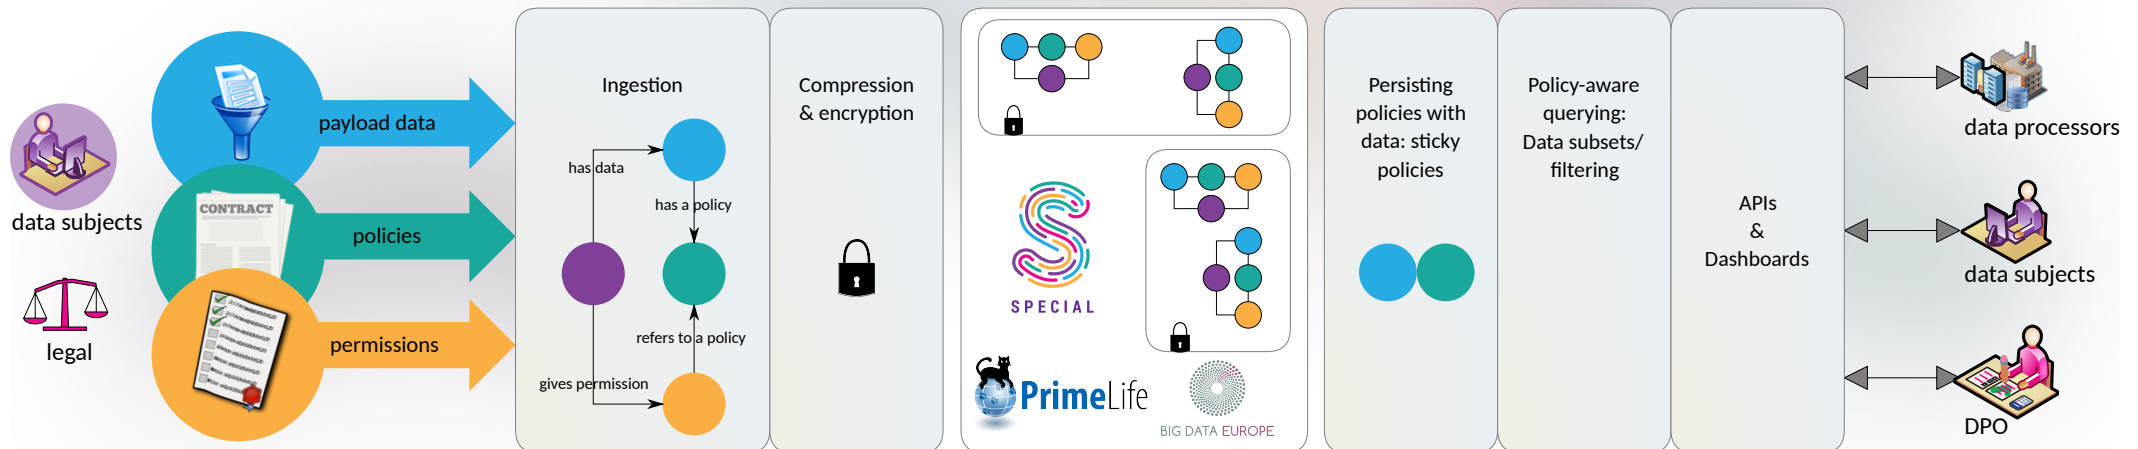 data subjects
legal
payload data
CONTRACT
policies
permissions
Ingestion
has data
has a policy
refers to a policy
gives permission
Compression
& encryption
SPECIAL
PrimeLife
BIG DATA EUROPE
Persisting
policies with
data: sticky
policies
Policy-aware
querying:
Data subsets/
filtering
APIs
&
Dashboards
data processors
data subjects
DPO